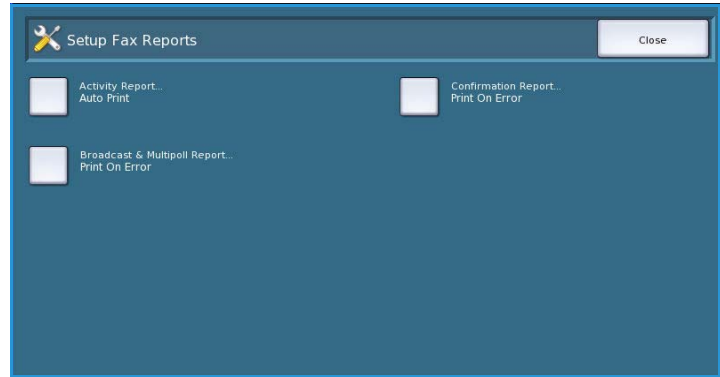 Setup Fax Reports
Close
Activity Report...
Auto Print
Confirmation Report...
Print On Error
Broadcast & Multipoll Report...
Print On Error